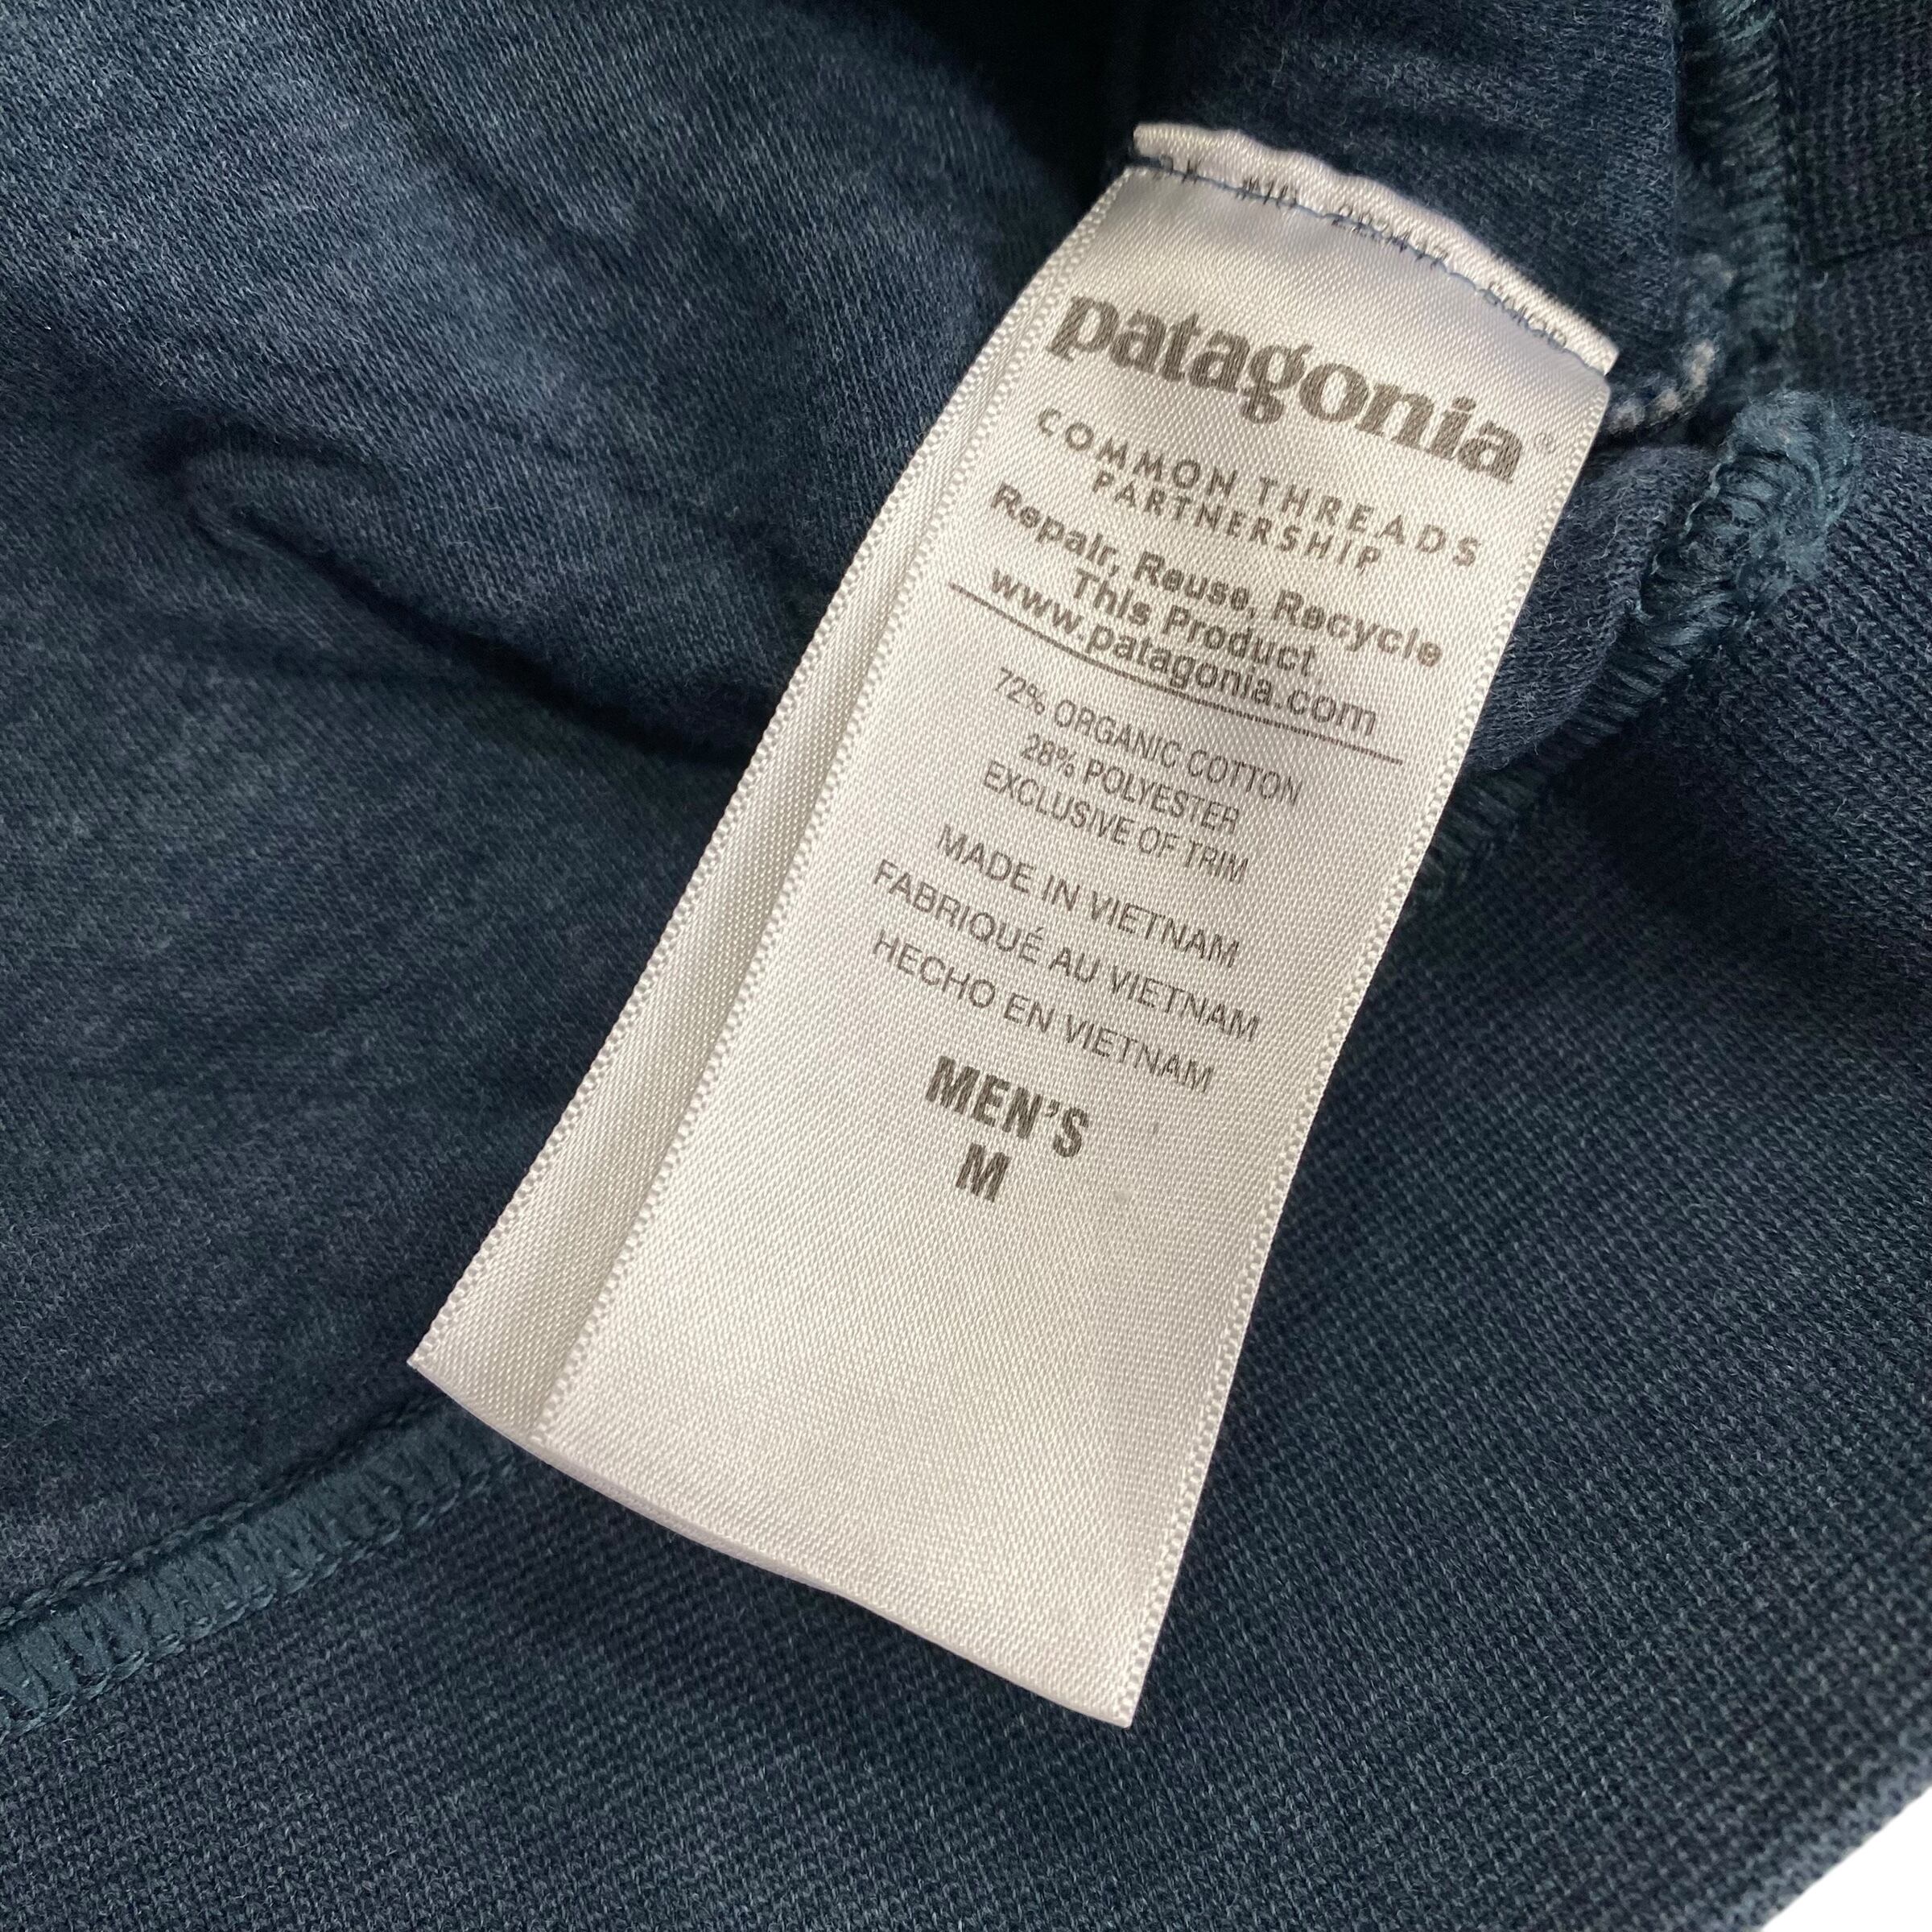 patagonia®
COMMON THREADS
PARTNERSHIP
Repair, Reuse, Recycle
This Product
www.patagonia.com
72% ORGANIC COTTON
28% POLYESTER
EXCLUSIVE OF TRIM
MADE IN VIETNAM
FABRIQUÉ AU VIETNAM
HECHO EN VIETNAM
MEN'S
M